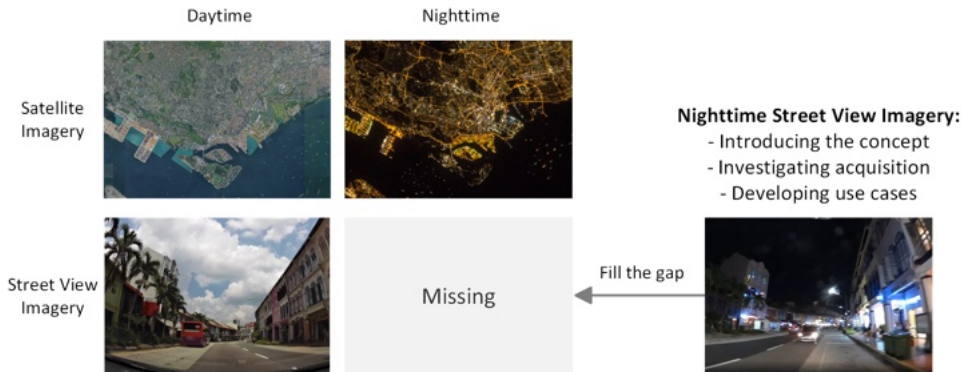 Daytime
Nighttime
Satellite
Imagery
Nighttime Street View Imagery:
- Introducing the concept
- Investigating acquisition
- Developing use cases
Street View
Imagery
Missing
Fill the gap